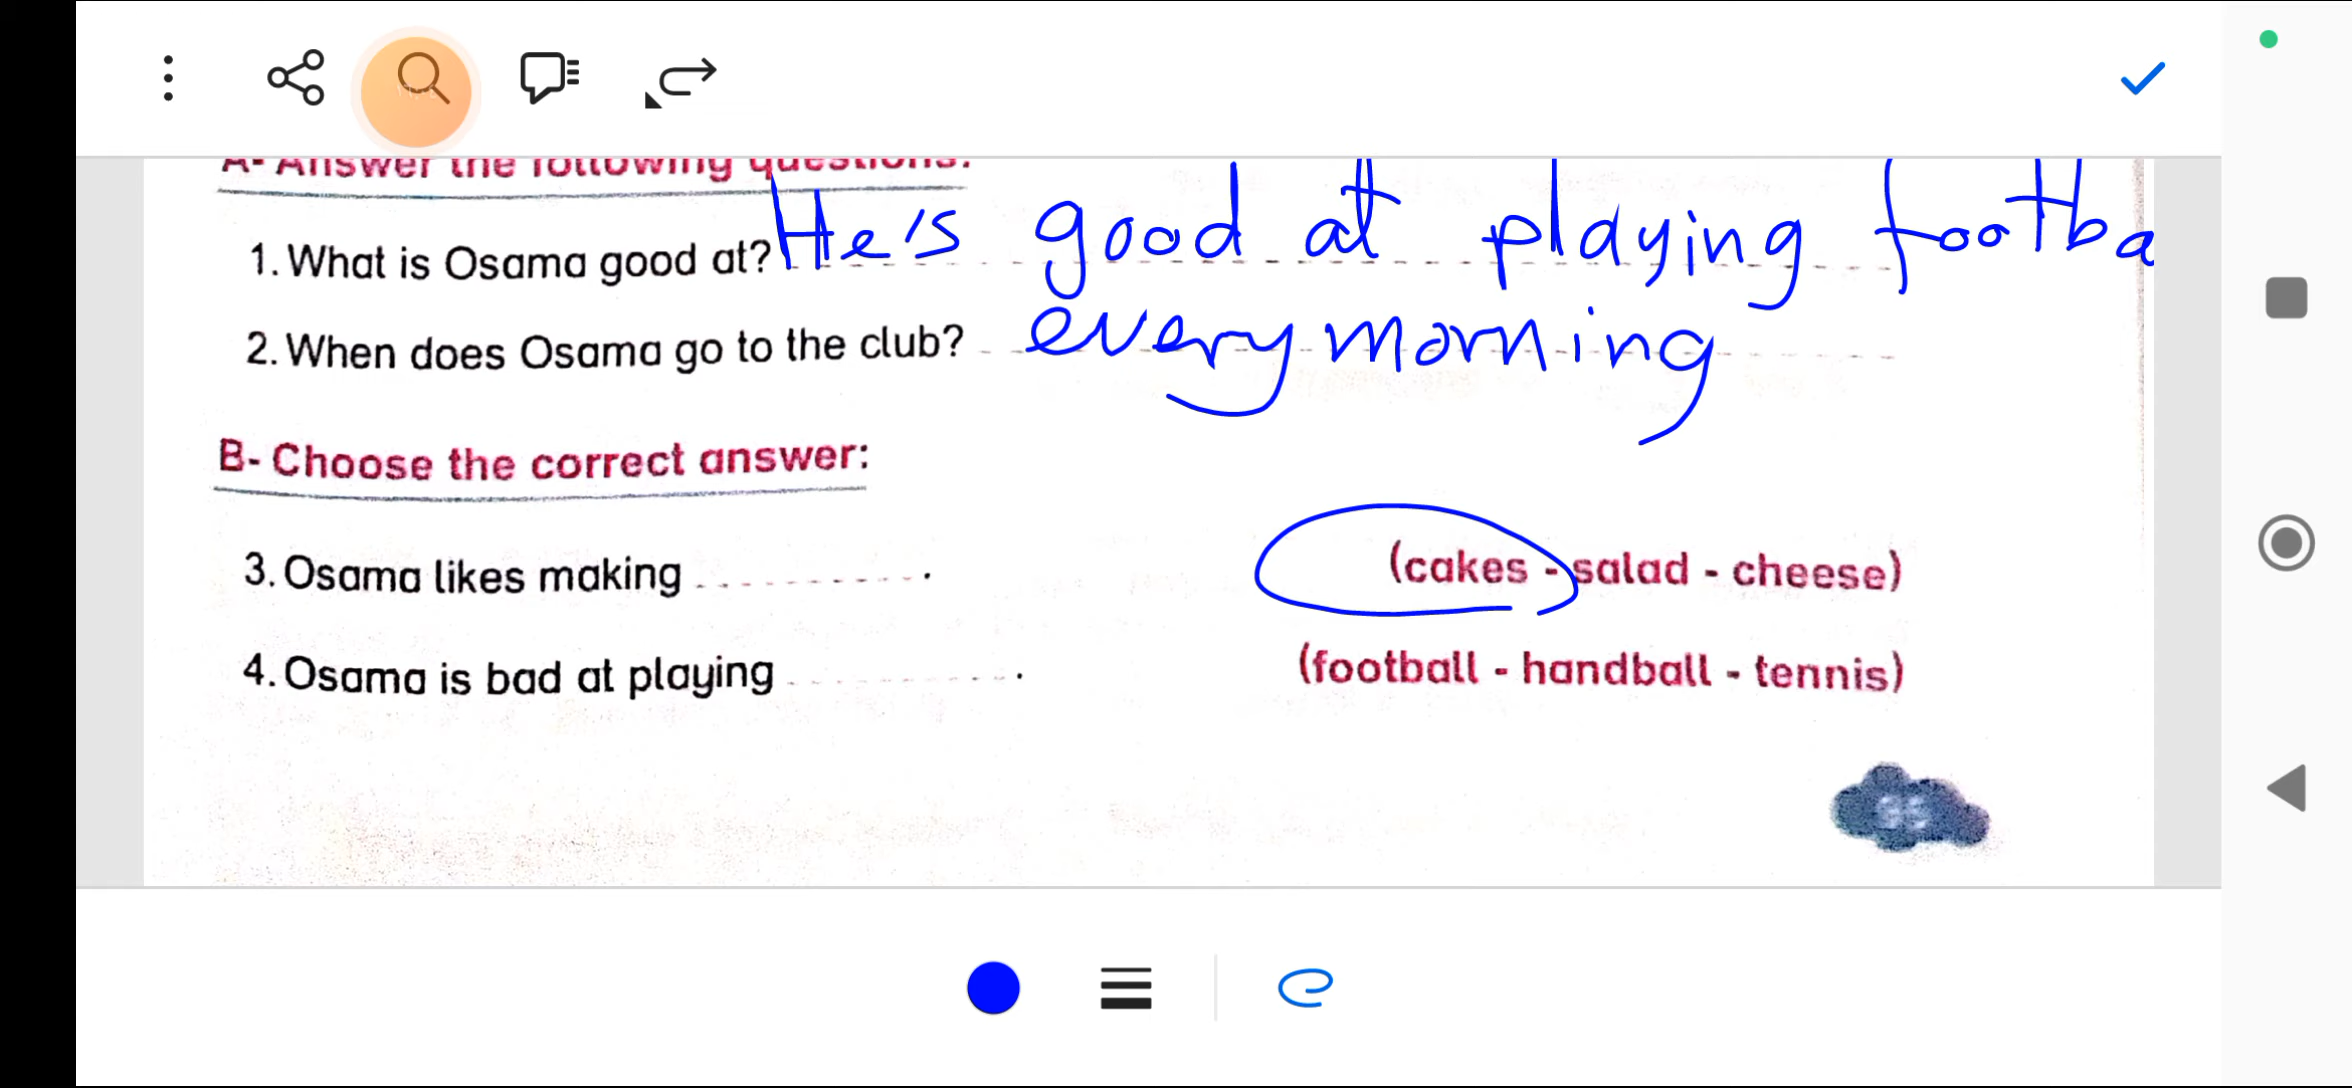 A- Answer the following questions:
1. What is Osama good at? He's good at playing footba
2. When does Osama go to the club? every morning
B- Choose the correct answer:
3. Osama likes making .......... . (cakes - salad - cheese)
4. Osama is bad at playing .......... . (football - handball - tennis)